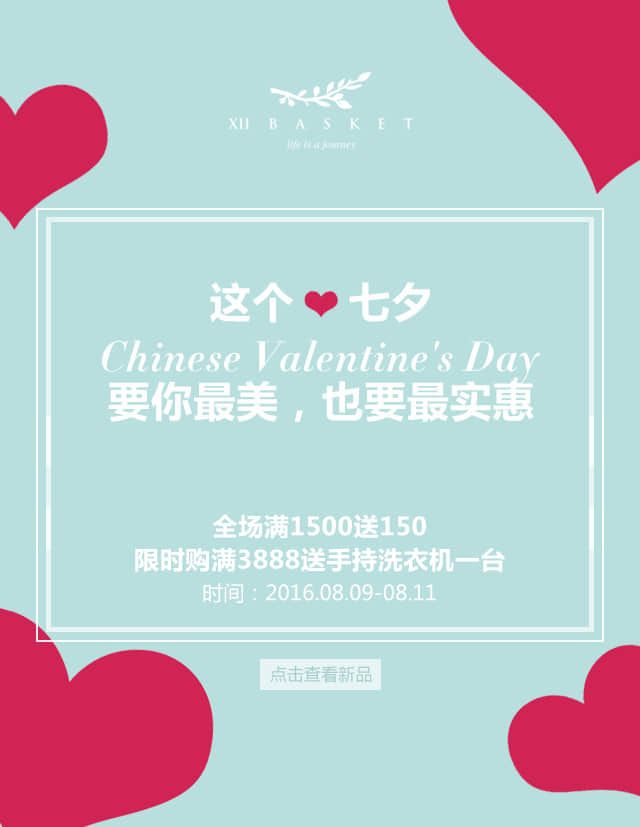 XII BASKET
life is a journey
这个 七夕
Chinese Valentine's Day
要你最美，也要最实惠
全场满1500送150
限时购满3888送手持洗衣机一台
时间：2016.08.09-08.11
点击查看新品